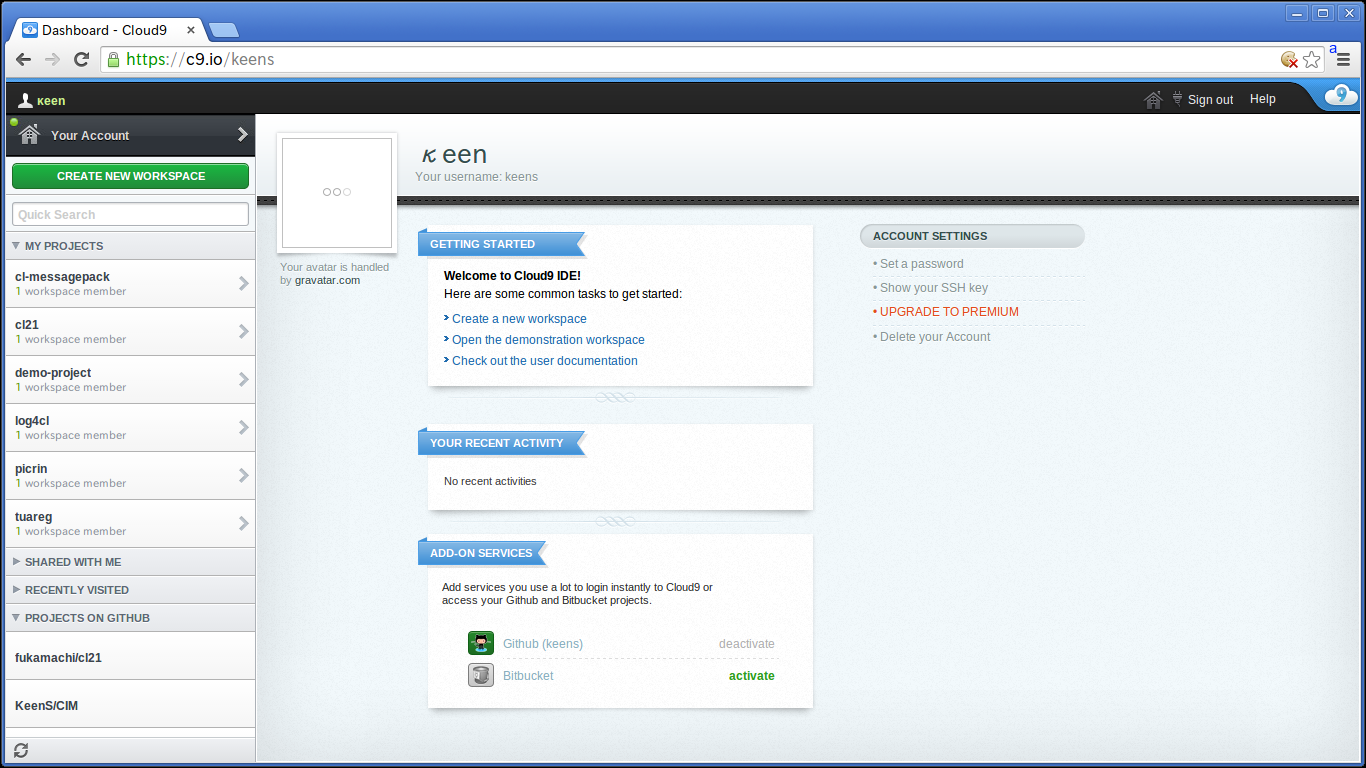 Dashboard - Cloud9
https://c9.io/keens
a
κeen
Sign out
Help
9
Your Account
CREATE NEW WORKSPACE
Quick Search
MY PROJECTS
cl-messagepack
1 workspace member
cl21
1 workspace member
demo-project
1 workspace member
log4cl
1 workspace member
picrin
1 workspace member
tuareg
1 workspace member
SHARED WITH ME
RECENTLY VISITED
PROJECTS ON GITHUB
fukamachi/cl21
KeenS/CIM
κeen
Your username: keens
Your avatar is handled
by gravatar.com
GETTING STARTED
Welcome to Cloud9 IDE!
Here are some common tasks to get started:
Create a new workspace
Open the demonstration workspace
Check out the user documentation
YOUR RECENT ACTIVITY
No recent activities
ADD-ON SERVICES
Add services you use a lot to login instantly to Cloud9 or
access your Github and Bitbucket projects.
Github (keens) deactivate
Bitbucket activate
ACCOUNT SETTINGS
• Set a password
• Show your SSH key
• UPGRADE TO PREMIUM
• Delete your Account